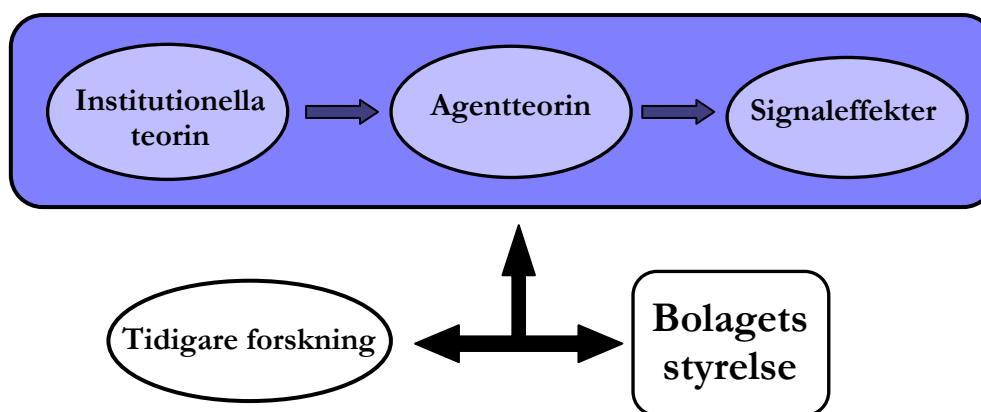 Institutionella
teorin
Agentteorin
Signaleffekter
Tidigare forskning
Bolagets
styrelse